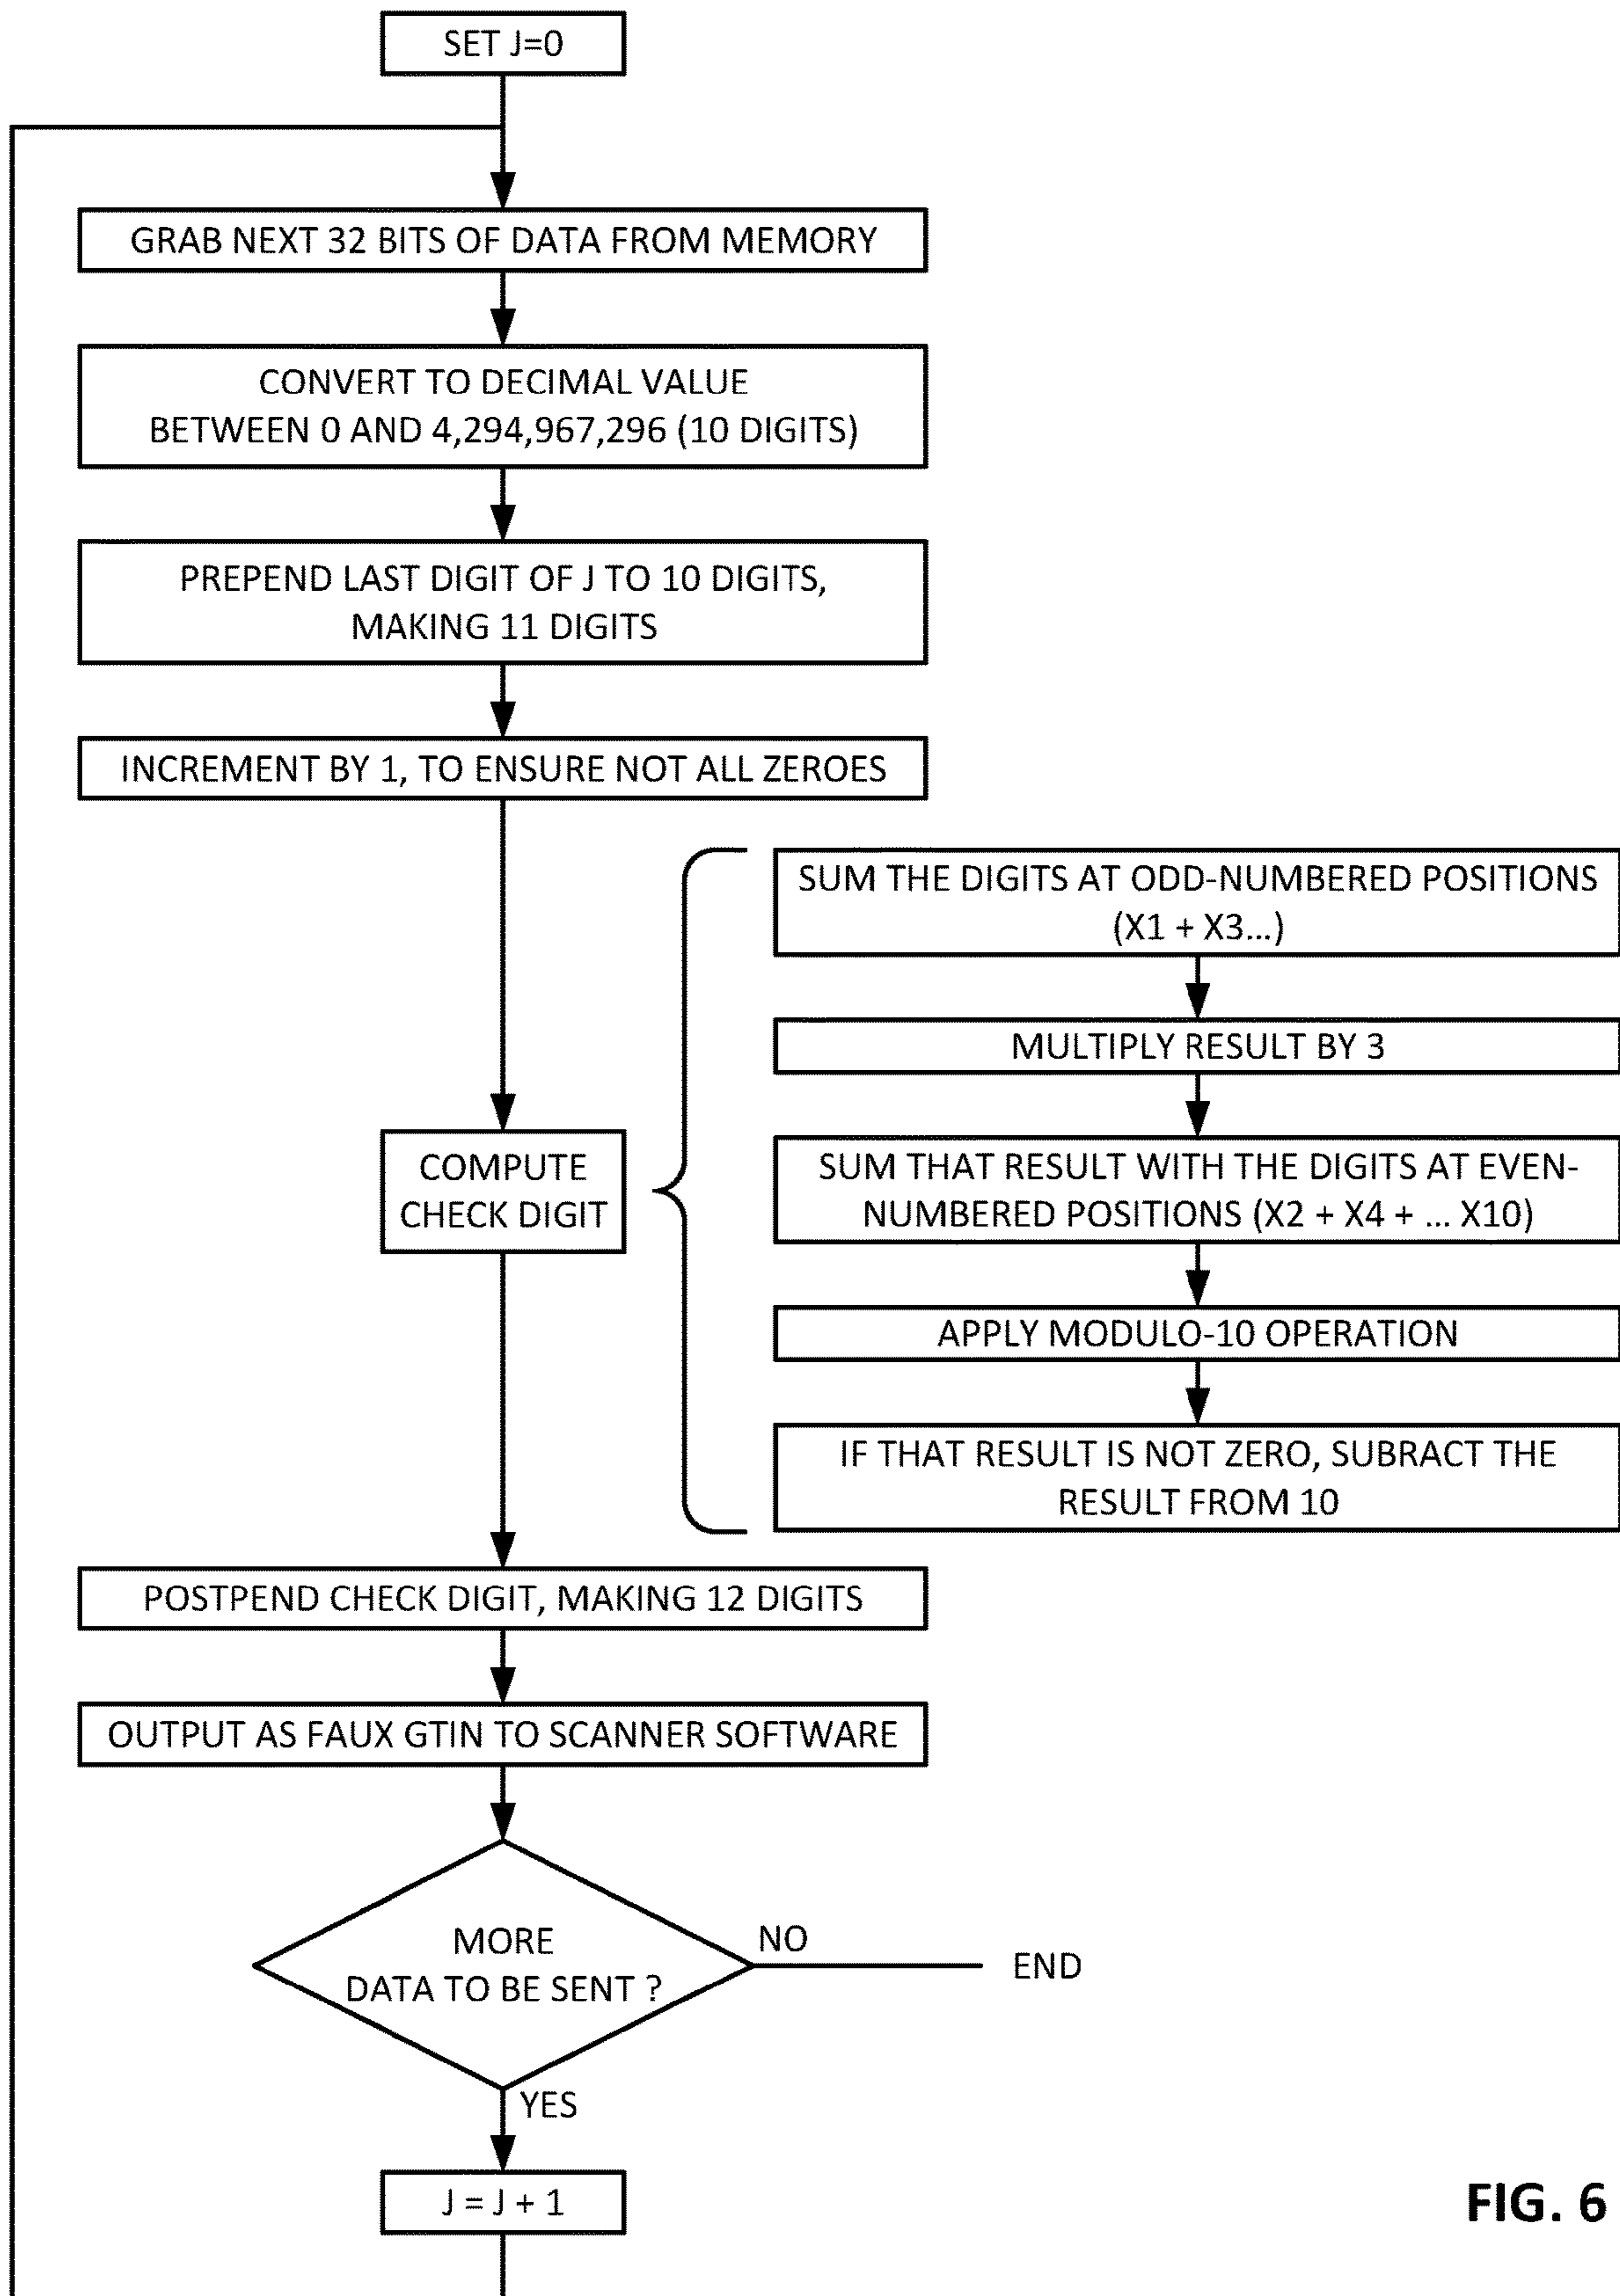 SET J=0
GRAB NEXT 32 BITS OF DATA FROM MEMORY
CONVERT TO DECIMAL VALUE
BETWEEN 0 AND 4,294,967,296 (10 DIGITS)
PREPEND LAST DIGIT OF J TO 10 DIGITS,
MAKING 11 DIGITS
INCREMENT BY 1, TO ENSURE NOT ALL ZEROES
COMPUTE
CHECK DIGIT
SUM THE DIGITS AT ODD-NUMBERED POSITIONS
(X1 + X3...)
MULTIPLY RESULT BY 3
SUM THAT RESULT WITH THE DIGITS AT EVEN-
NUMBERED POSITIONS (X2 + X4 + ... X10)
APPLY MODULO-10 OPERATION
IF THAT RESULT IS NOT ZERO, SUBRACT THE
RESULT FROM 10
POSTPEND CHECK DIGIT, MAKING 12 DIGITS
OUTPUT AS FAUX GTIN TO SCANNER SOFTWARE
MORE
DATA TO BE SENT ?
NO
END
YES
J = J + 1
FIG. 6